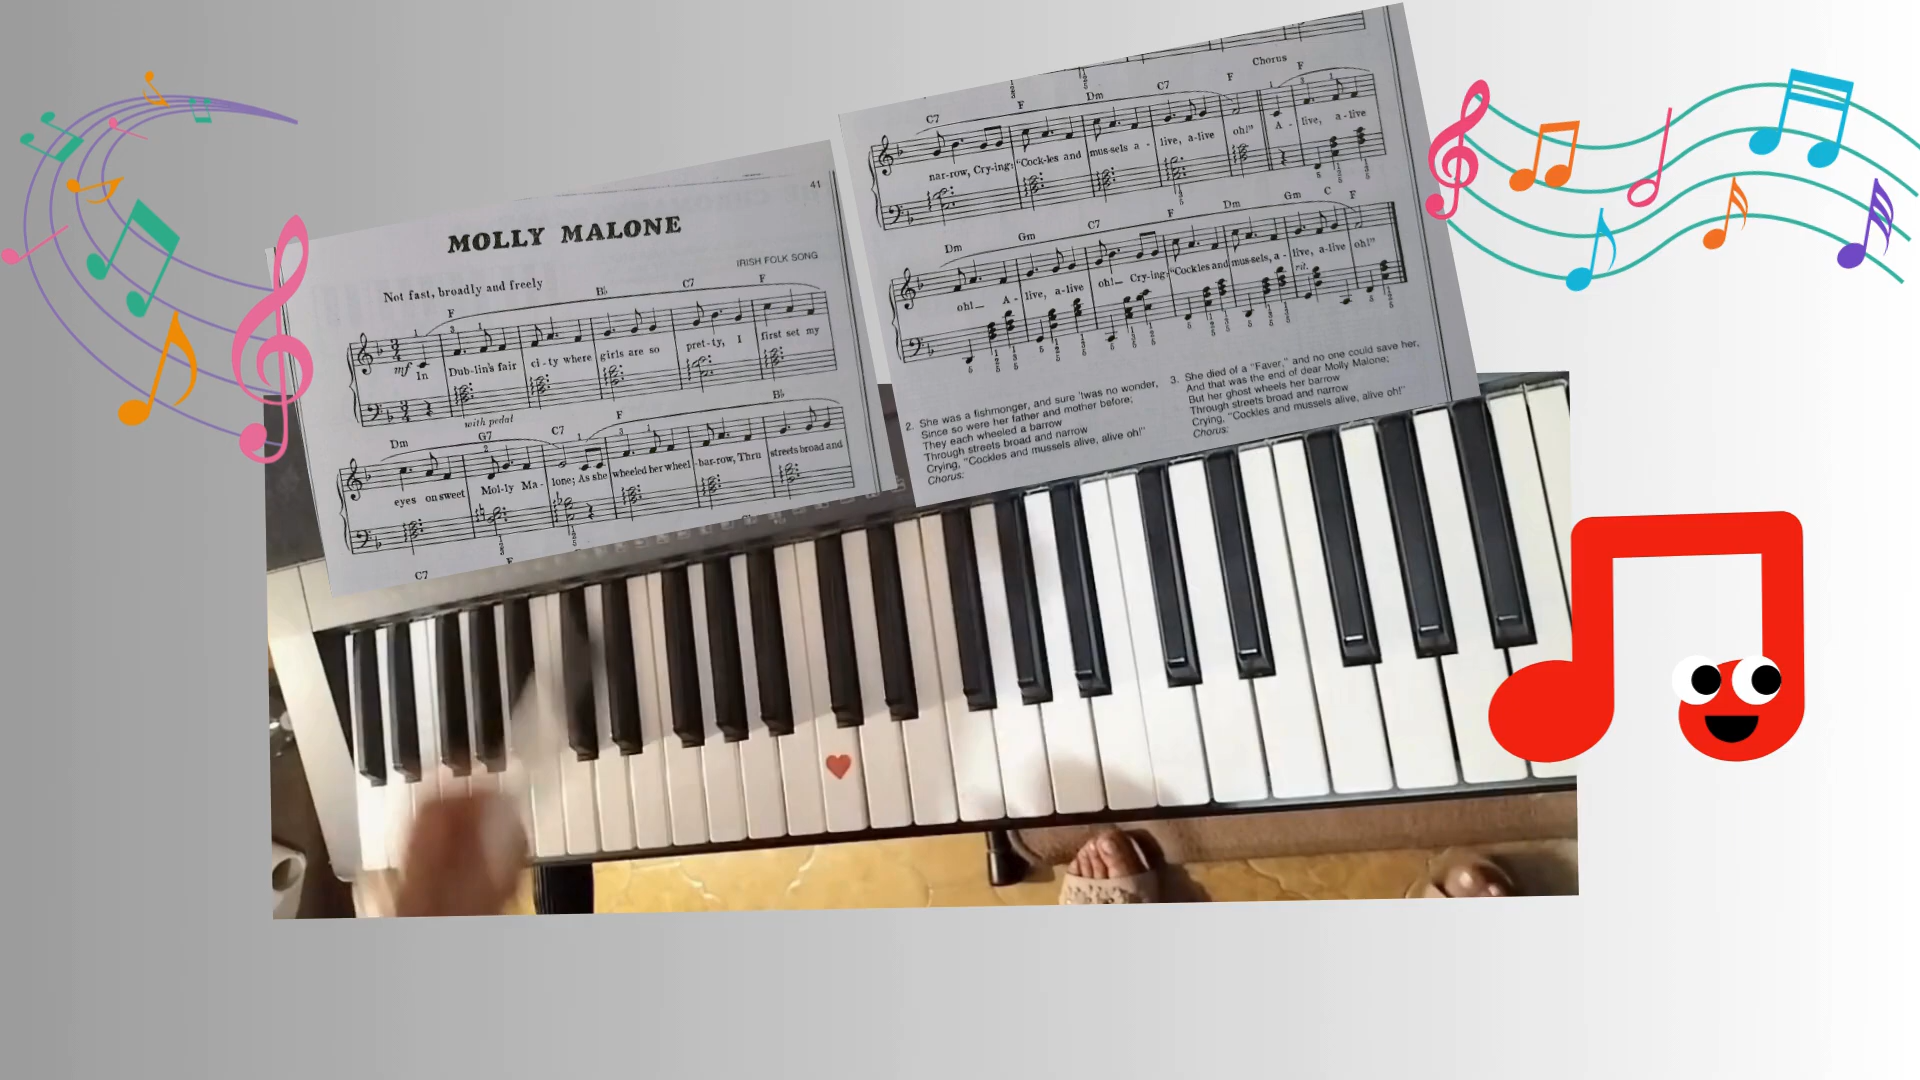 41
MOLLY MALONE
IRISH FOLK SONG
Not fast, broadly and freely
F B♭ C7 F
mf In Dub-lin's fair ci-ty where girls are so pret-ty, I first set my
with pedal
Dm G7 C7 F B♭
eyes on sweet Mol-ly Ma-lone; As she wheeled her wheel-bar-row, Thru streets broad and
C7 F
Chorus
C7 F Dm C7 F F
nar-row, Cry-ing: "Cock-les and mus-sels a-live, a-live oh!" A-live, a-live
Dm Gm C7 F Dm Gm C F
oh!— A-live, a-live oh!— Cry-ing: "Cockles and mus-sels, a-live, a-live oh!"
rit.
2. She was a fishmonger, and sure 'twas no wonder,
Since so were her father and mother before;
They each wheeled a barrow
Through streets broad and narrow
Crying, "Cockles and mussels alive, alive oh!"
Chorus:
3. She died of a "Faver," and no one could save her,
And that was the end of dear Molly Malone;
But her ghost wheels her barrow
Through streets broad and narrow
Crying, "Cockles and mussels alive, alive oh!"
Chorus: